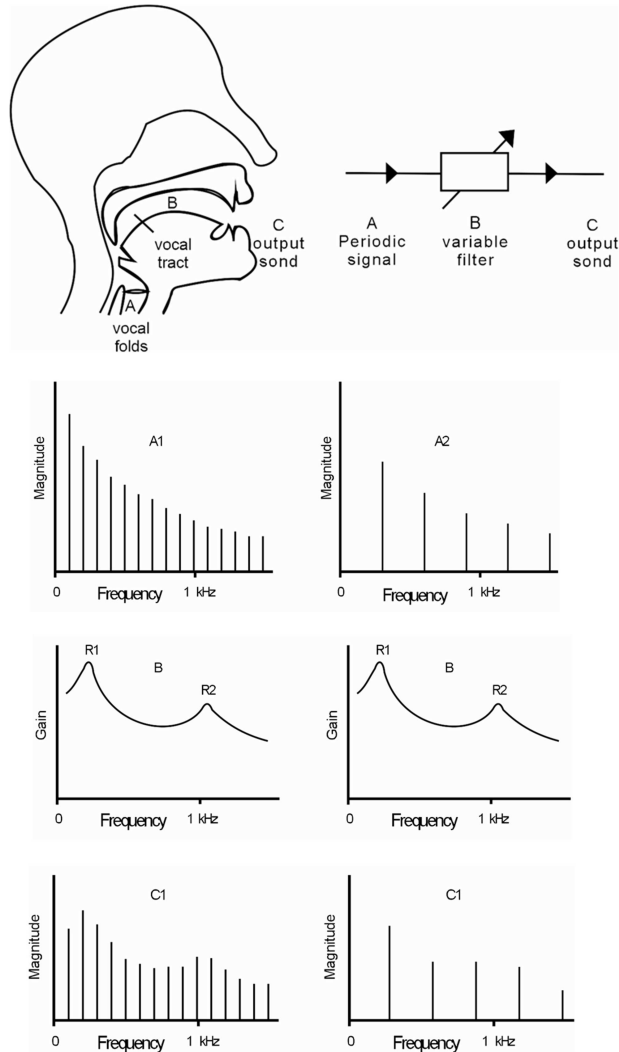 B
vocal
tract
C
output
sond
A
vocal
folds
A
Periodic
signal
B
variable
filter
C
output
sond
Magnitude
A1
0
Frequency
1 kHz
Magnitude
A2
0
Frequency
1 kHz
Gain
R1
B
R2
0
Frequency
1 kHz
Gain
R1
B
R2
0
Frequency
1 kHz
Magnitude
C1
0
Frequency
1 kHz
Magnitude
C1
0
Frequency
1 kHz